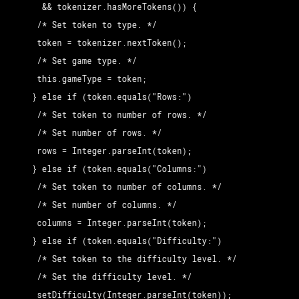 && tokenizer.hasMoreTokens()) {
/* Set token to type. */
token = tokenizer.nextToken();
/* Set game type. */
this.gameType = token;
} else if (token.equals("Rows:")
/* Set token to number of rows. */
/* Set number of rows. */
rows = Integer.parseInt(token);
} else if (token.equals("Columns:")
/* Set token to number of columns. */
/* Set number of columns. */
columns = Integer.parseInt(token);
} else if (token.equals("Difficulty:")
/* Set token to the difficulty level. */
/* Set the difficulty level. */
setDifficulty(Integer.parseInt(token));